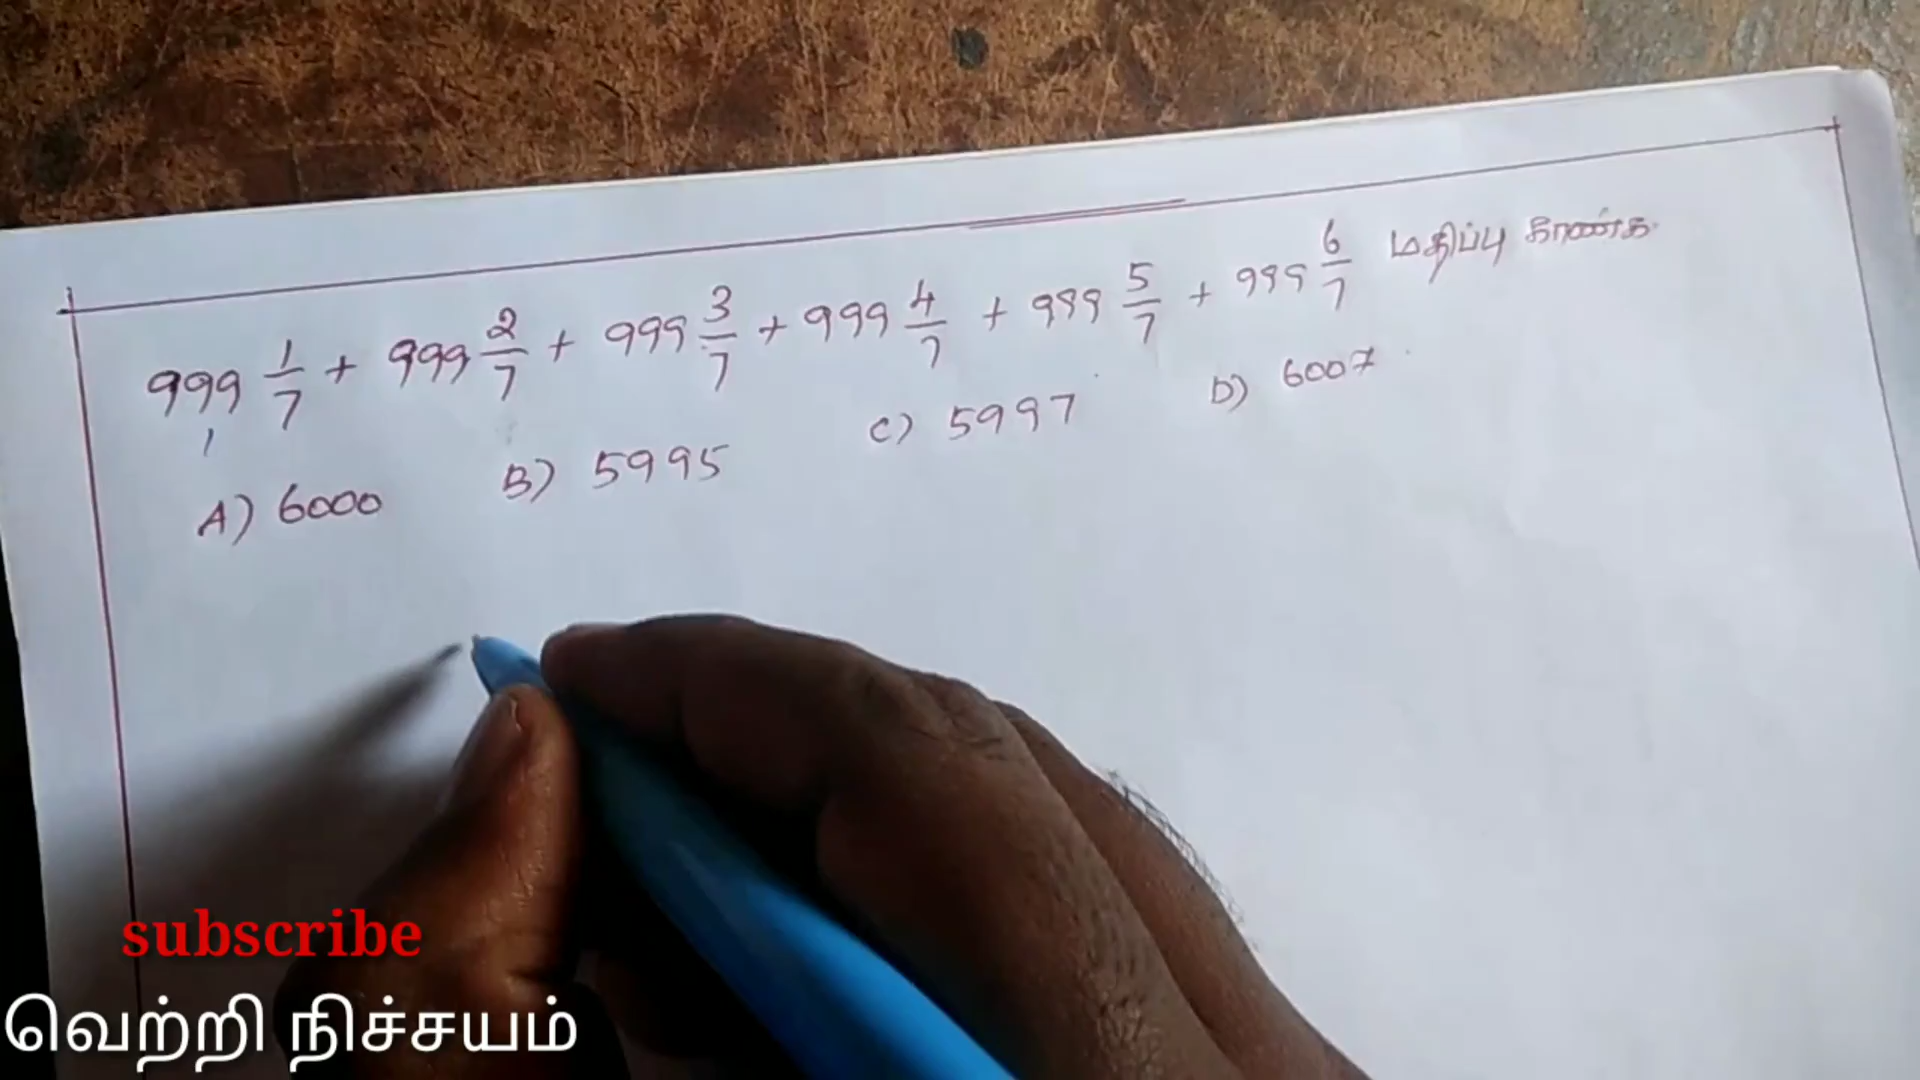 999 1/7 + 999 2/7 + 999 3/7 + 999 4/7 + 999 5/7 + 999 6/7 மதிப்பு காண்க.
A) 6000 B) 5995 C) 5997 D) 6007
subscribe
வெற்றி நிச்சயம்